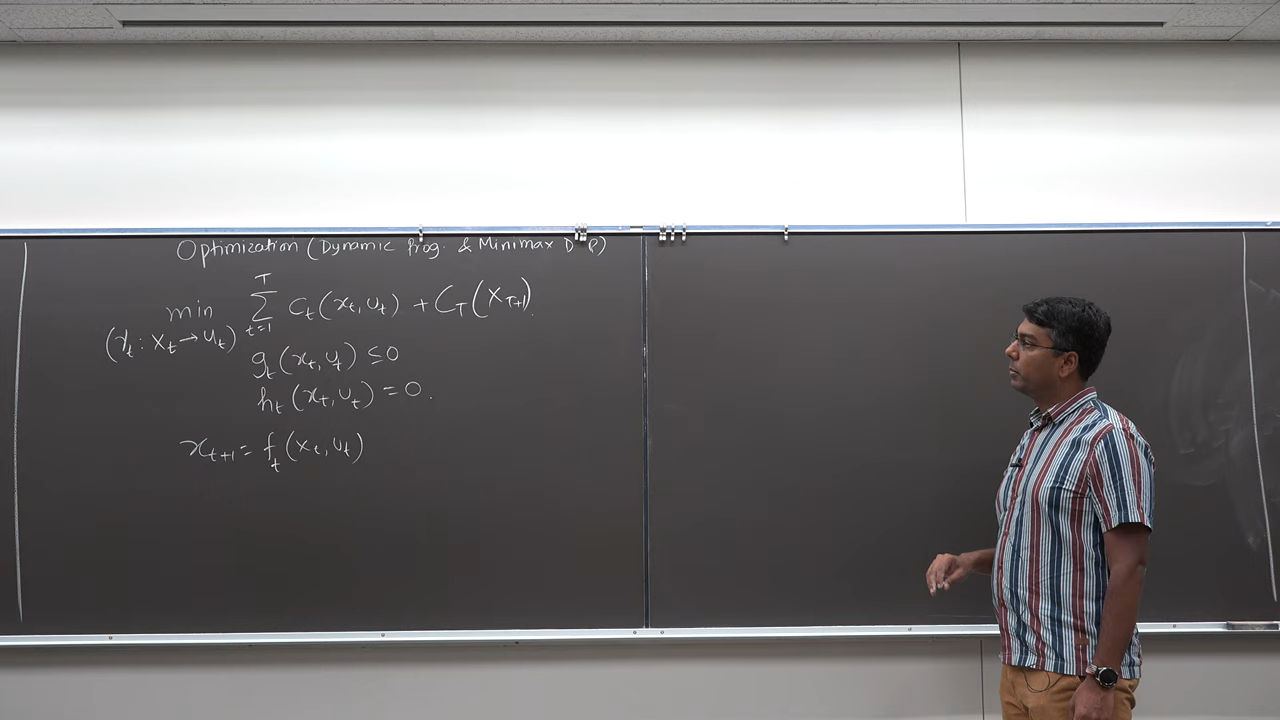 Optimization (Dynamic Prog. & Minimax D P)
min ∑_{t=1}^{T} C_t(x_t, u_t) + C_T(X_{T+1}).
(γ_t : X_t → U_t)
g_t(x_t, u_t) ≤ 0
h_t(x_t, u_t) = 0.
x_{t+1} = f_t(x_t, u_t)